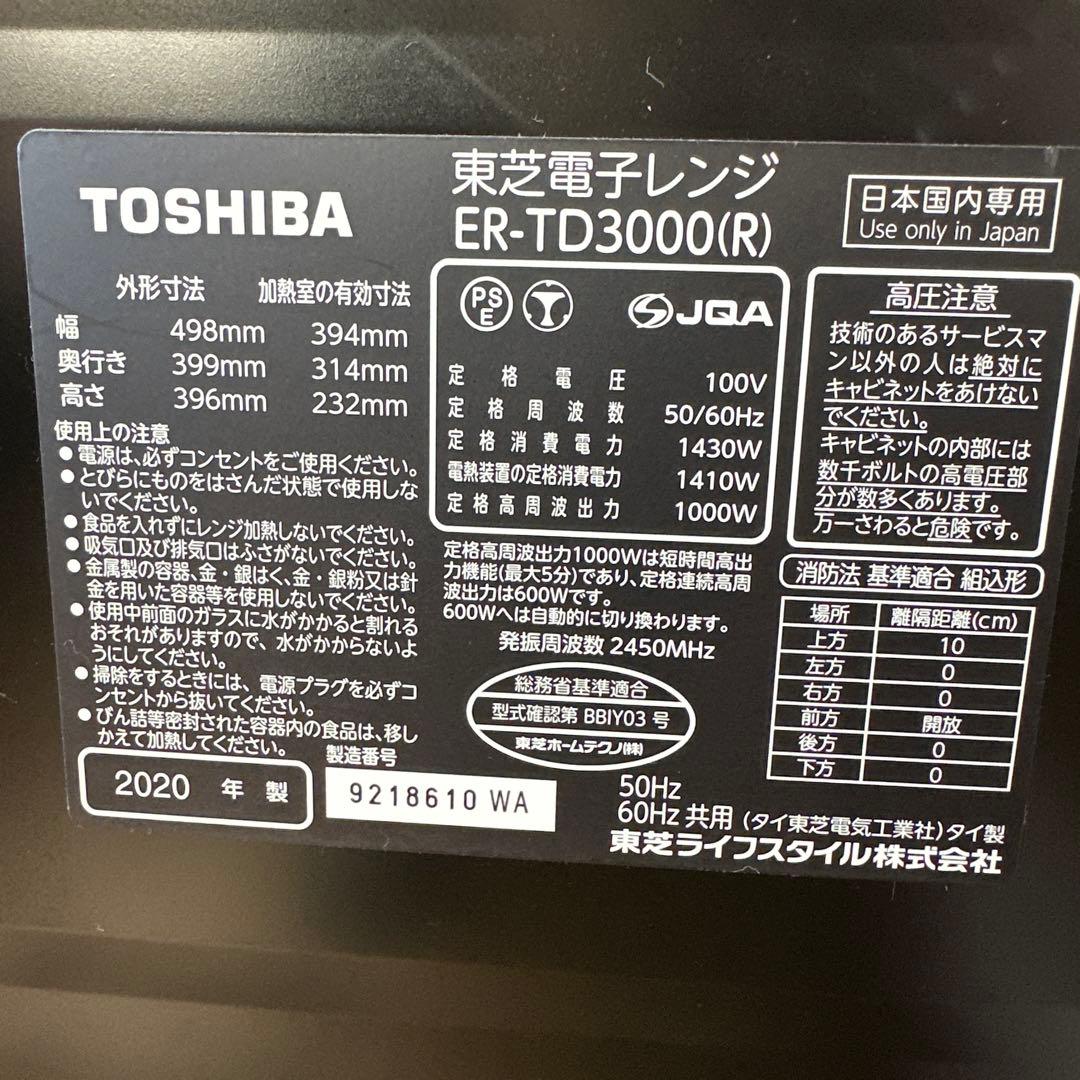 TOSHIBA
東芝電子レンジ
ER-TD3000(R)
日本国内専用
Use only in Japan
外形寸法 加熱室の有効寸法
幅 498mm 394mm
奥行き 399mm 314mm
高さ 396mm 232mm
使用上の注意
●電源は、必ずコンセントをご使用ください。
●とびらにものをはさんだ状態で使用しな
いでください。
●食品を入れずにレンジ加熱しないでください。
●吸気口及び排気口はふさがないでください。
●金属製の容器、金・銀はく、金・銀粉又は針
金を用いた容器等を使用しないでください。
●使用中前面のガラスに水がかかると割れる
おそれがありますので、水がかからないよ
うにしてください。
●掃除をするときには、電源プラグを必ずコ
ンセントから抜いてください。
●びん詰等密封された容器内の食品は、移し
かえて加熱してください。
2020 年 製
製造番号
9218610 WA
PS
E
JQA
定格電圧 100V
定格周波数 50/60Hz
定格消費電力 1430W
電熱装置の定格消費電力 1410W
定格高周波出力 1000W
定格高周波出力1000Wは短時間高出
力機能(最大5分)であり、定格連続高周
波出力は600Wです。
600Wへは自動的に切り換わります。
発振周波数 2450MHz
総務省基準適合
型式確認第 BBIY03 号
東芝ホームテクノ(株)
高圧注意
技術のあるサービスマ
ン以外の人は絶対に
キャビネットをあけない
でください。
キャビネットの内部には
数千ボルトの高電圧部
分が数多くあります。
万一さわると危険です。
消防法 基準適合 組込形
場所 離隔距離(cm)
上方 10
左方 0
右方 0
前方 開放
後方 0
下方 0
50Hz
60Hz 共用 (タイ東芝電気工業社)タイ製
東芝ライフスタイル株式会社